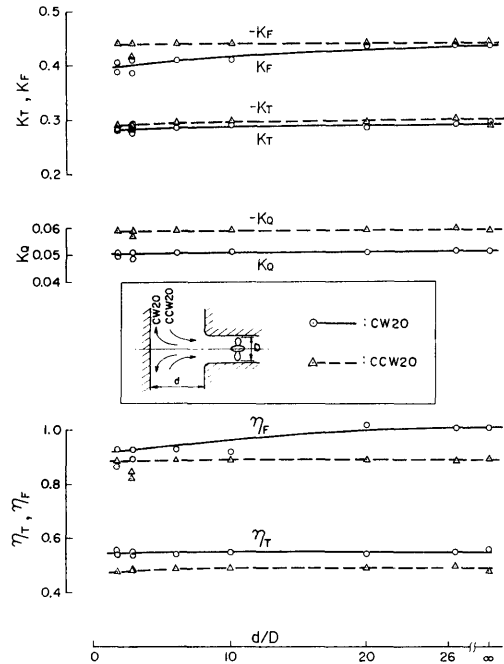 -KF
0.5
KF
0.4
KT, KF
-KT
0.3
KT
0.2
-KQ
0.06
KQ 0.05
KQ
0.04
CW20
CCW20
D
d
: CW20
: CCW20
ηF
1.0
0.8
ηT, ηF
ηT
0.6
0.4
0 10 20 26 ∞
d/D